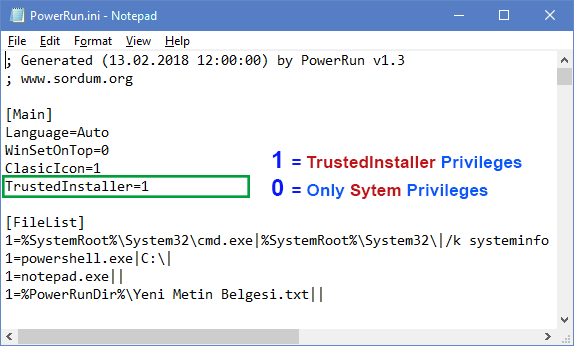 PowerRun.ini - Notepad
File Edit Format View Help
; Generated (13.02.2018 12:00:00) by PowerRun v1.3
; www.sordum.org
[Main]
Language=Auto
WinSetOnTop=0
ClasicIcon=1
TrustedInstaller=1
1 = TrustedInstaller Privileges
0 = Only Sytem Privileges
[FileList]
1=%SystemRoot%\System32\cmd.exe|%SystemRoot%\System32\|/k systeminfo
1=powershell.exe|C:\|
1=notepad.exe||
1=%PowerRunDir%\Yeni Metin Belgesi.txt||